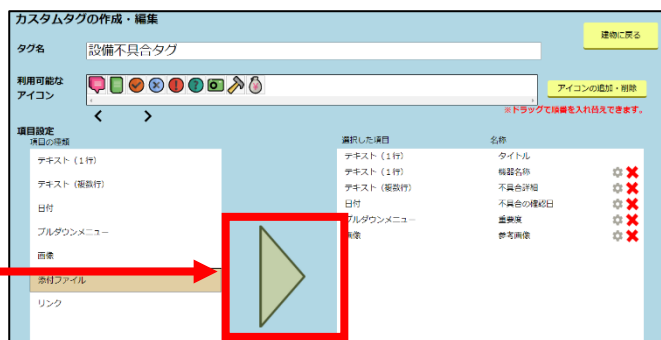 カスタムタグの作成・編集
建物に戻る
タグ名
設備不具合タグ
利用可能な
アイコン
アイコンの追加・削除
※ドラッグで順番を入れ替えできます。
項目設定
項目の種類
選択した項目 名称
テキスト（1行）
テキスト（複数行）
日付
プルダウンメニュー
画像
添付ファイル
リンク
テキスト（1行） タイトル
テキスト（1行） 機器名称
テキスト（複数行） 不具合詳細
日付 不具合の確認日
プルダウンメニュー 重要度
画像 参考画像